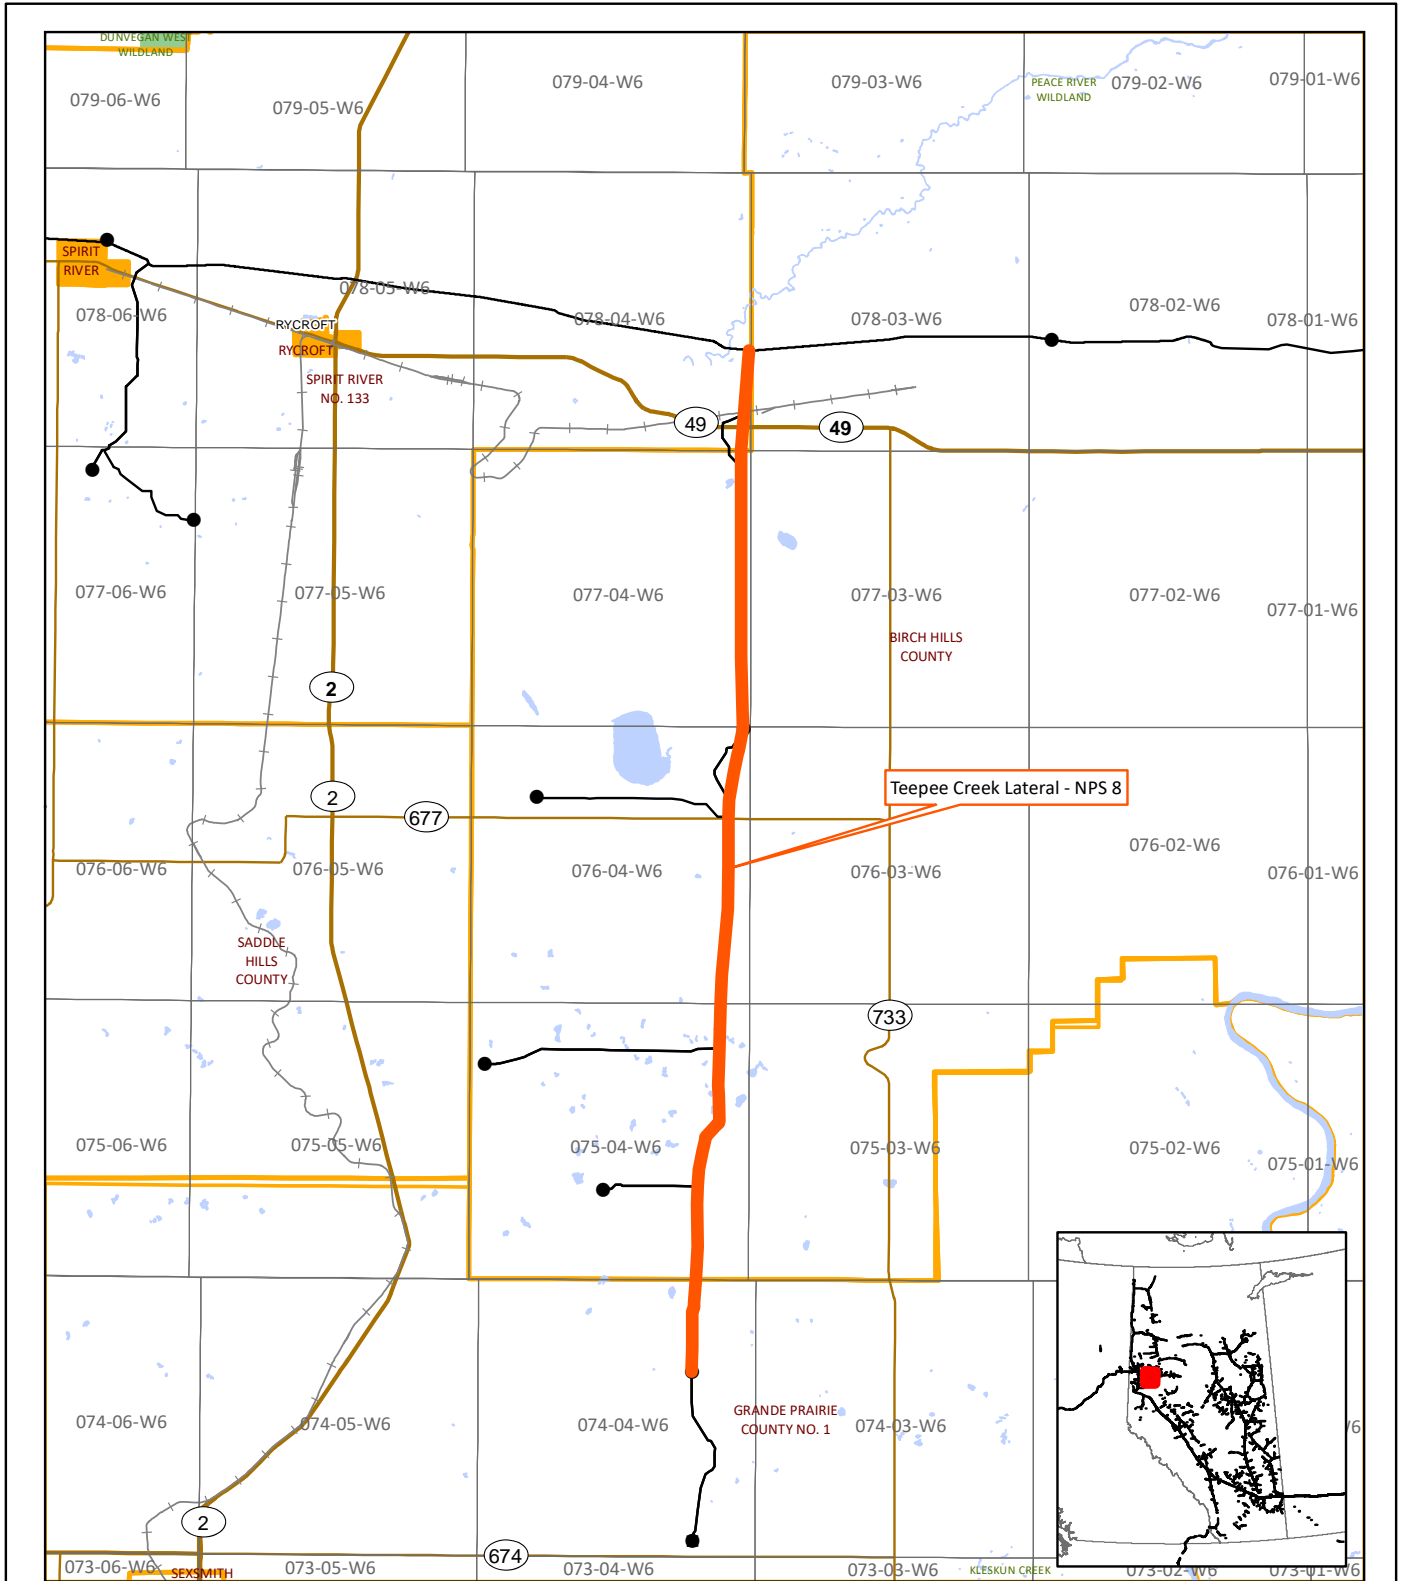 DUNVEGAN WEST
WILDLAND
079-06-W6
079-05-W6
079-04-W6
079-03-W6
PEACE RIVER
WILDLAND
079-02-W6
079-01-W6
SPIRIT
RIVER
078-06-W6
078-05-W6
RYCROFT
RYCROFT
SPIRIT RIVER
NO. 133
078-04-W6
078-03-W6
078-02-W6
078-01-W6
49
49
077-06-W6
077-05-W6
077-04-W6
077-03-W6
077-02-W6
077-01-W6
BIRCH HILLS
COUNTY
2
2
677
Teepee Creek Lateral - NPS 8
076-06-W6
076-05-W6
076-04-W6
076-03-W6
076-02-W6
076-01-W6
SADDLE
HILLS
COUNTY
733
075-06-W6
075-05-W6
075-04-W6
075-03-W6
075-02-W6
075-01-W6
074-06-W6
074-05-W6
074-04-W6
GRANDE PRAIRIE
COUNTY NO. 1
074-03-W6
/6
2
674
073-06-W6
SEXSMITH
073-05-W6
073-04-W6
073-03-W6
KLESKUN CREEK
073-02-W6
073-01-W6